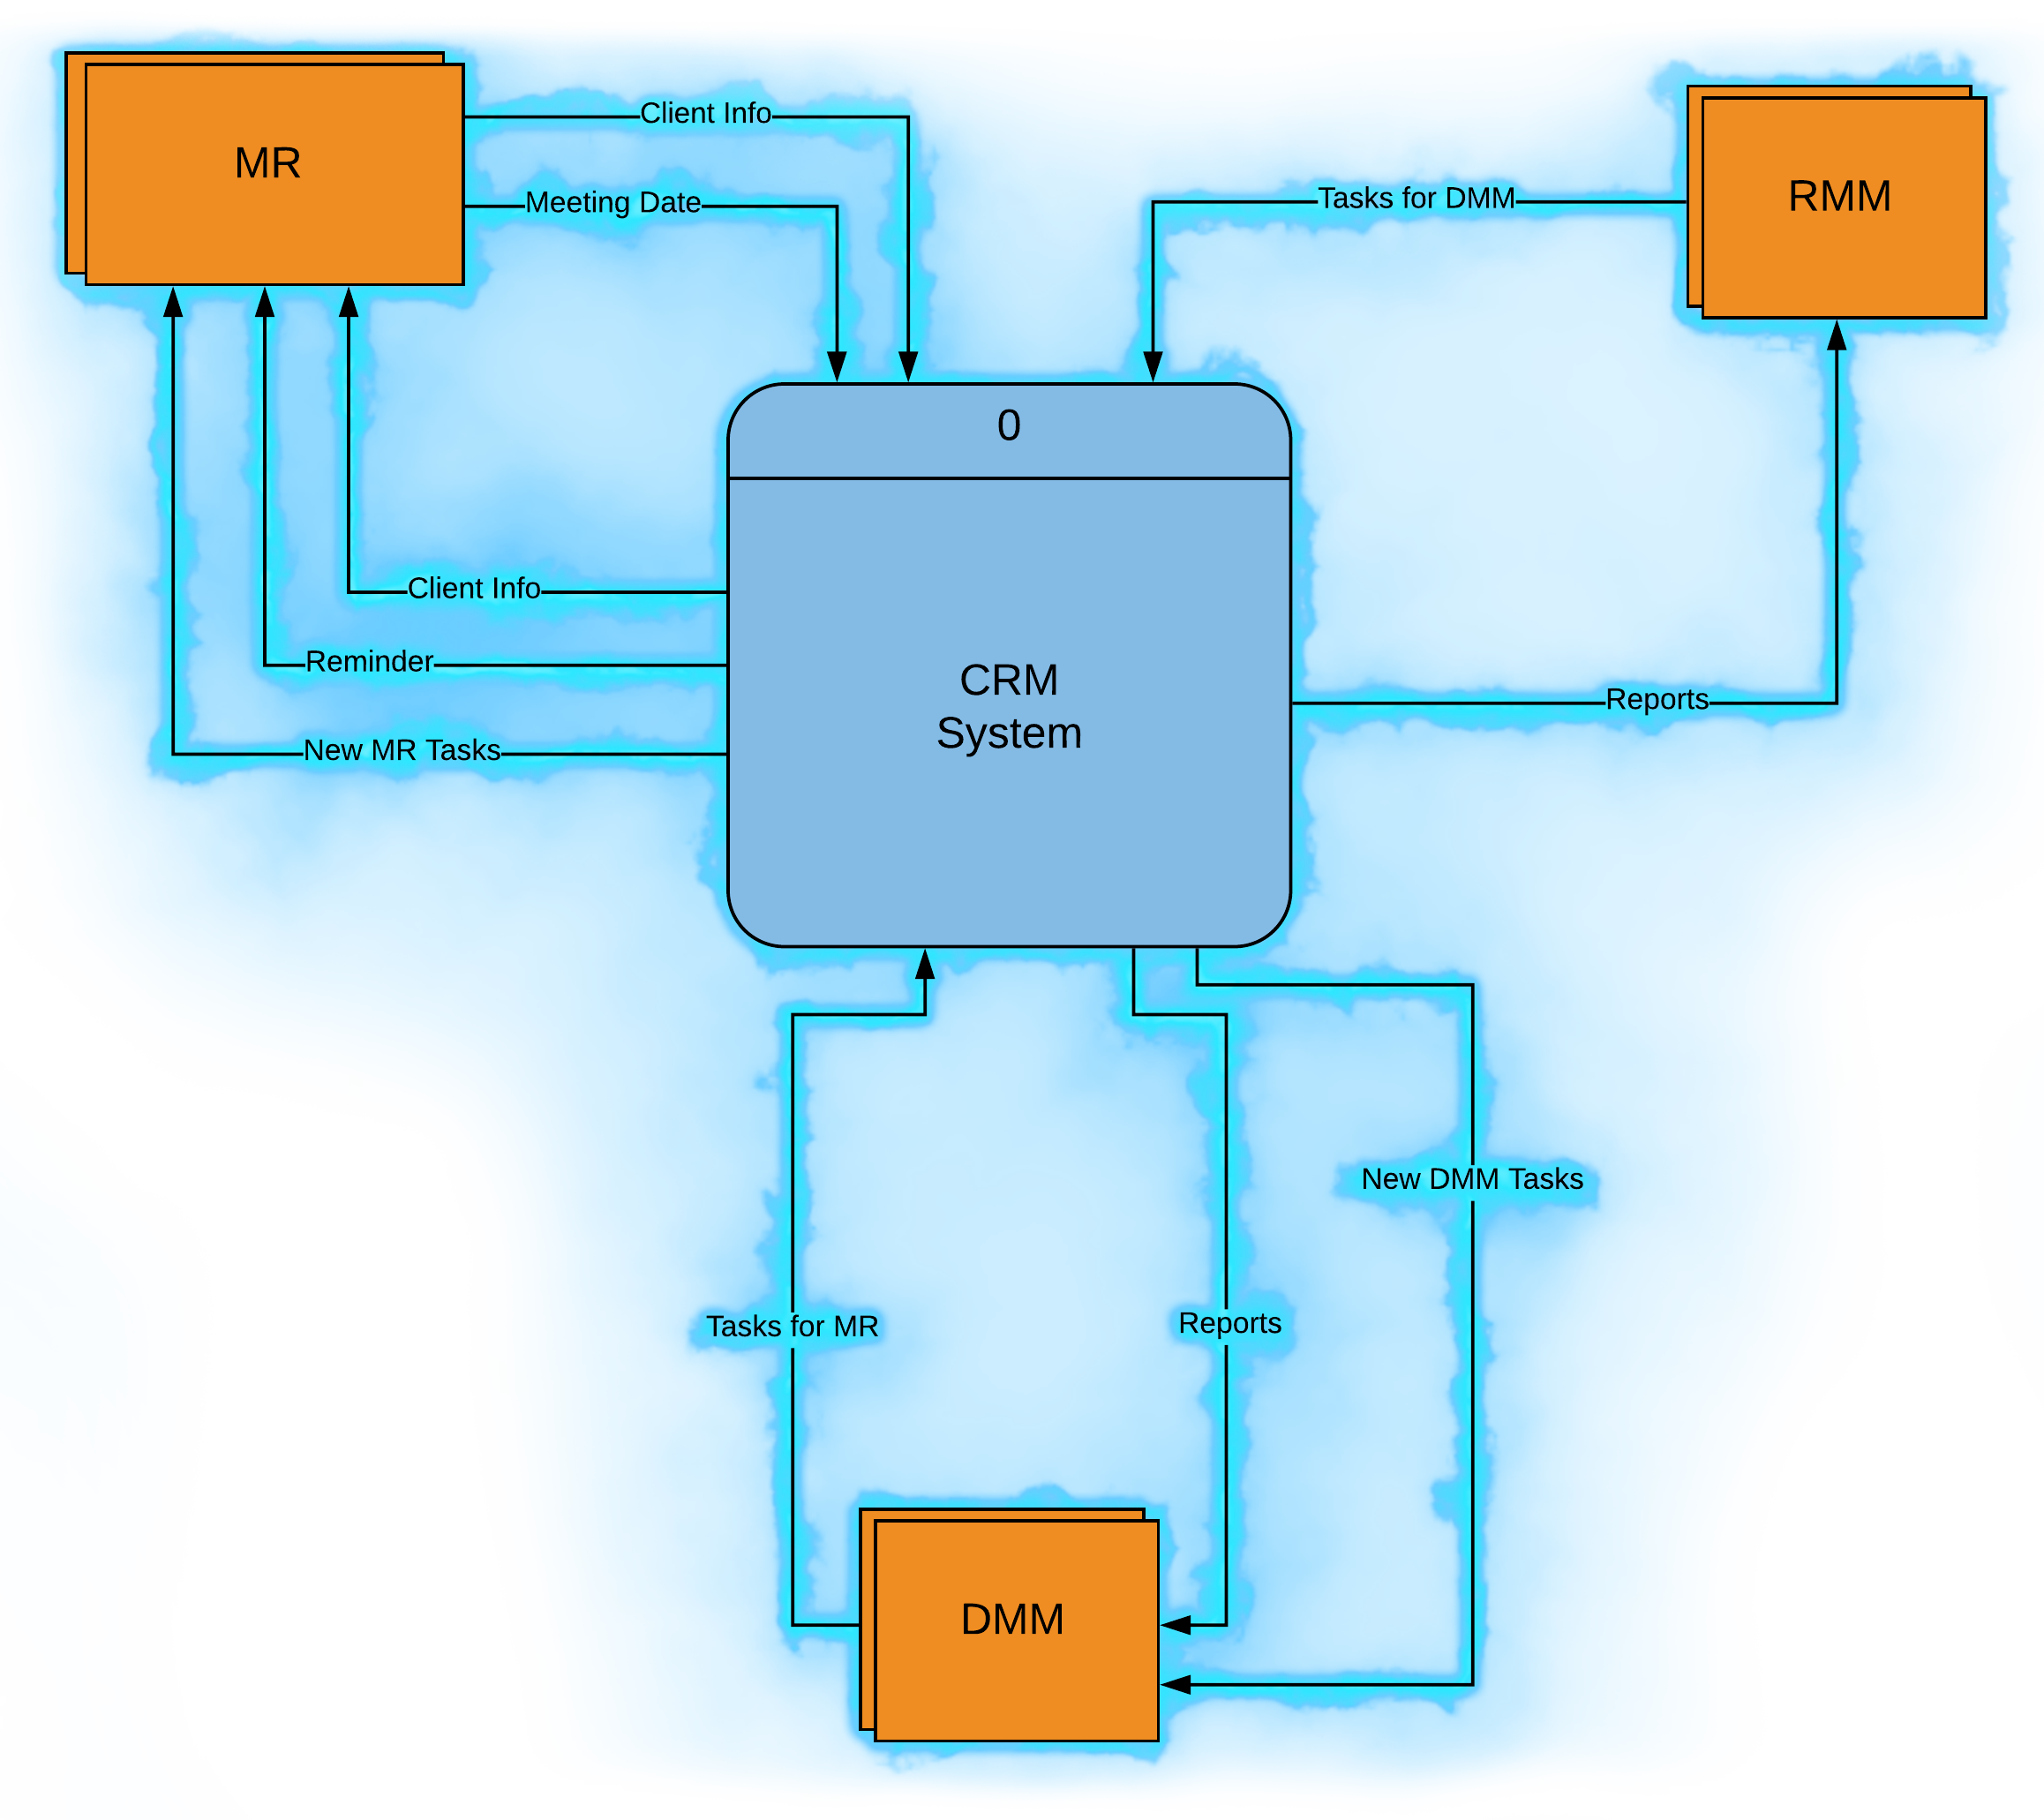 MR
Client Info
Meeting Date
Tasks for DMM
RMM
0
CRM
System
Client Info
Reminder
New MR Tasks
Reports
New DMM Tasks
Tasks for MR
Reports
DMM